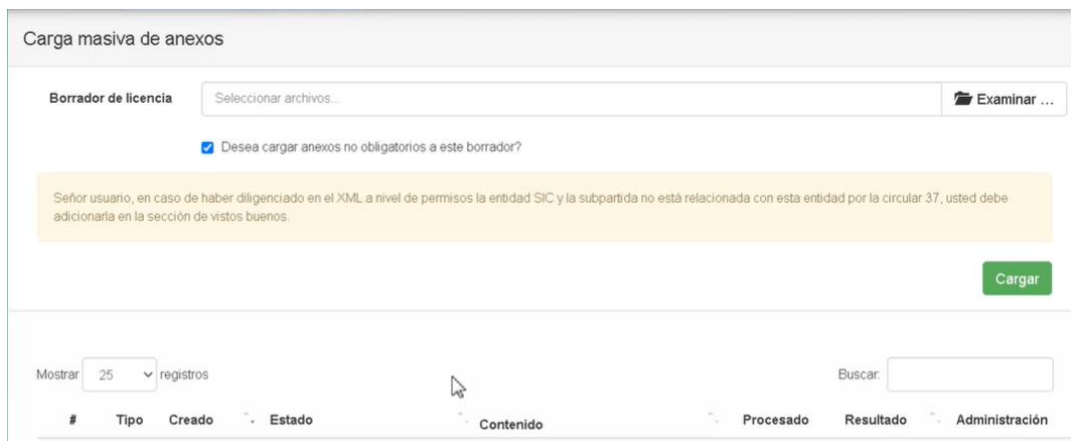 Carga masiva de anexos
Borrador de licencia Seleccionar archivos... Examinar ...
Desea cargar anexos no obligatorios a este borrador?
Señor usuario, en caso de haber diligenciado en el XML a nivel de permisos la entidad SIC y la subpartida no está relacionada con esta entidad por la circular 37, usted debe
adicionarla en la sección de vistos buenos.
Cargar
Mostrar 25 registros Buscar:
# Tipo Creado Estado Contenido Procesado Resultado Administración